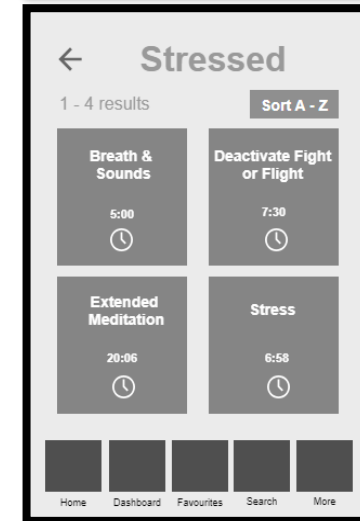 Stressed
1 - 4 results
Sort A - Z
Breath &
Sounds
5:00
Deactivate Fight
or Flight
7:30
Extended
Meditation
20:06
Stress
6:58
Home
Dashboard
Favourites
Search
More